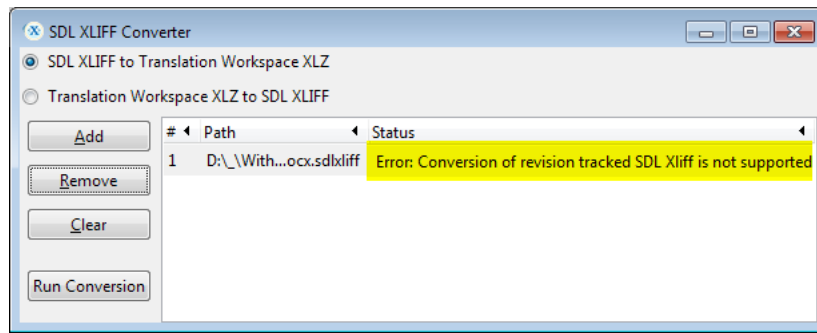 SDL XLIFF Converter
SDL XLIFF to Translation Workspace XLZ
Translation Workspace XLZ to SDL XLIFF
Add
# Path Status
1 D:\_\With...ocx.sdlxliff Error: Conversion of revision tracked SDL Xliff is not supported
Remove
Clear
Run Conversion